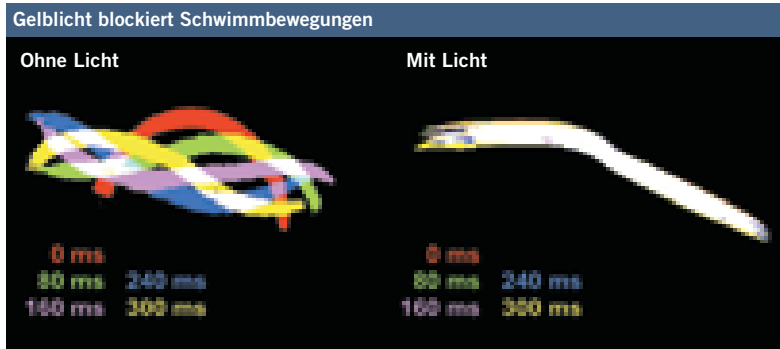 Gelblicht blockiert Schwimmbewegungen
Ohne Licht
Mit Licht
0 ms
80 ms 240 ms
160 ms 300 ms
0 ms
80 ms 240 ms
160 ms 300 ms